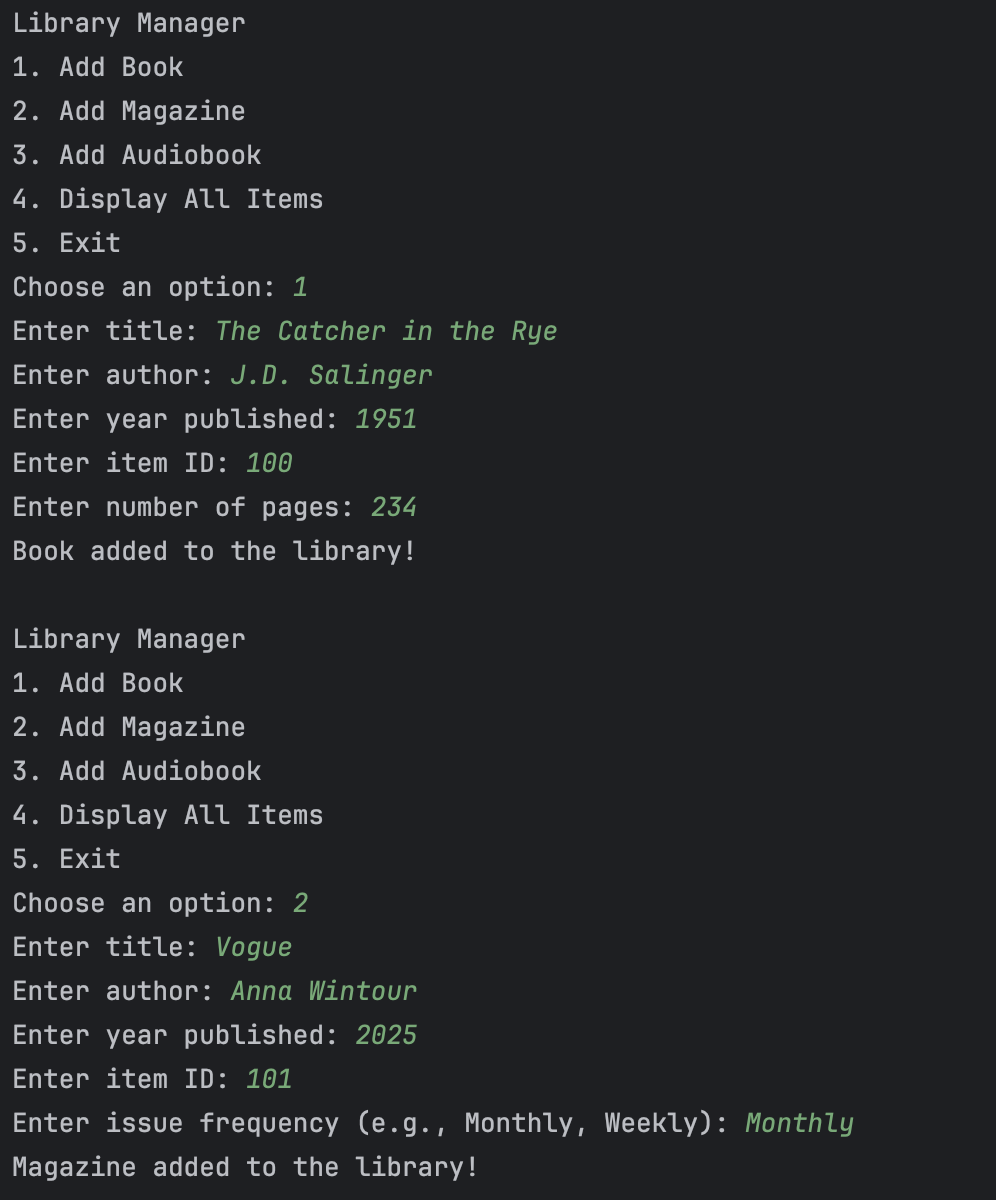 Library Manager
1. Add Book
2. Add Magazine
3. Add Audiobook
4. Display All Items
5. Exit
Choose an option: 1
Enter title: The Catcher in the Rye
Enter author: J.D. Salinger
Enter year published: 1951
Enter item ID: 100
Enter number of pages: 234
Book added to the library!

Library Manager
1. Add Book
2. Add Magazine
3. Add Audiobook
4. Display All Items
5. Exit
Choose an option: 2
Enter title: Vogue
Enter author: Anna Wintour
Enter year published: 2025
Enter item ID: 101
Enter issue frequency (e.g., Monthly, Weekly): Monthly
Magazine added to the library!